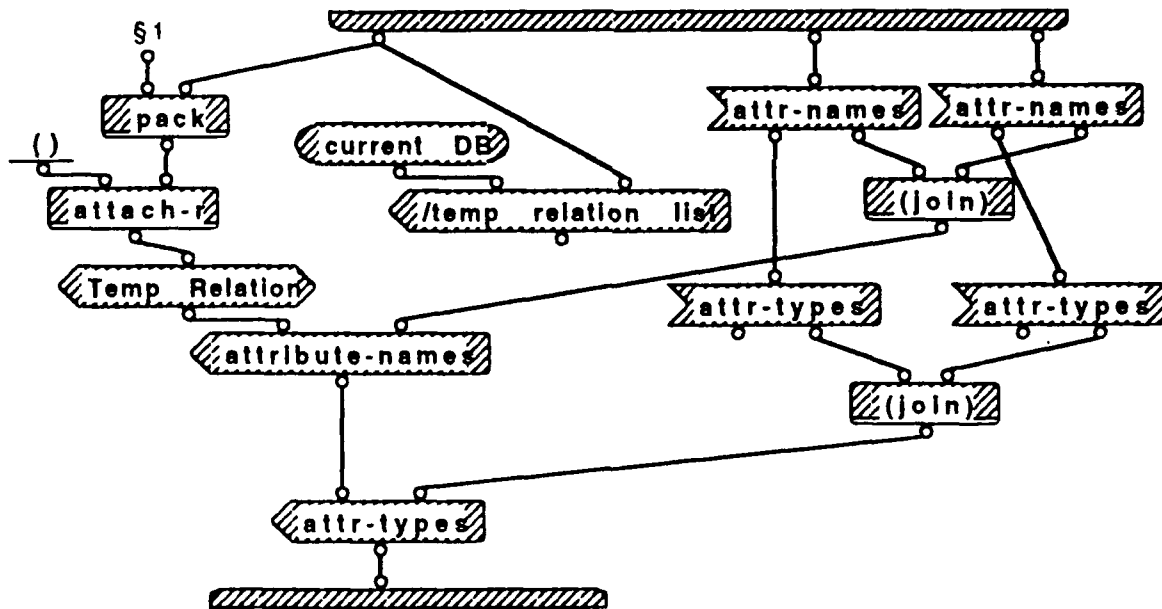 §1
attr-names
attr-names
pack
current DB
()
(join)
attach-r
/temp relation list
Temp Relation
attr-types
attr-types
attribute-names
(join)
attr-types